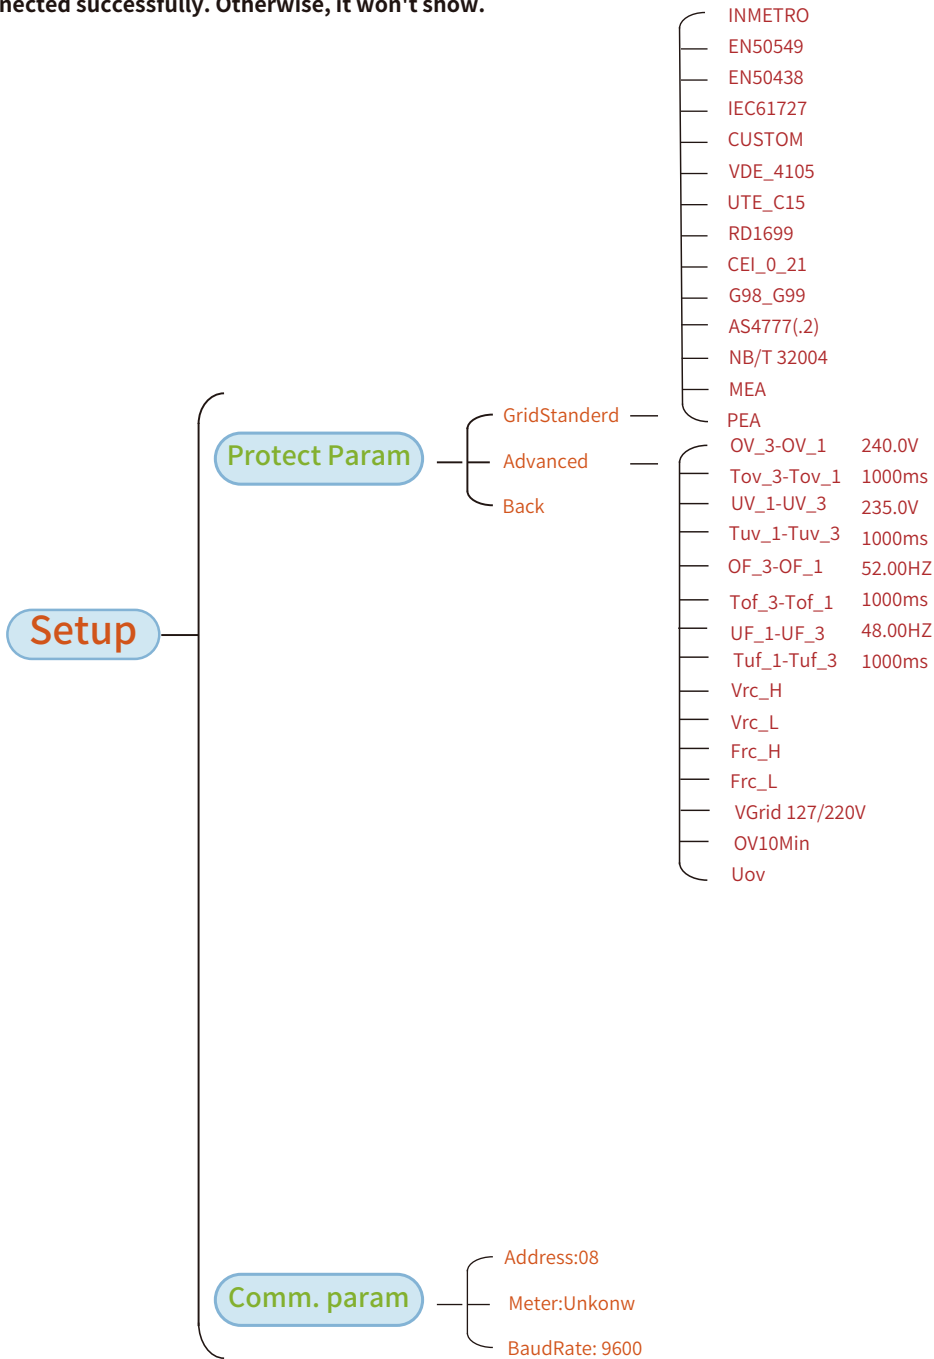 nected successfully. Otherwise, it won't show.
INMETRO
EN50549
EN50438
IEC61727
CUSTOM
VDE_4105
UTE_C15
RD1699
CEI_0_21
G98_G99
AS4777(.2)
NB/T 32004
MEA
PEA
GridStanderd
Protect Param
Advanced
Back
OV_3-OV_1 240.0V
Tov_3-Tov_1 1000ms
UV_1-UV_3 235.0V
Tuv_1-Tuv_3 1000ms
OF_3-OF_1 52.00HZ
Tof_3-Tof_1 1000ms
UF_1-UF_3 48.00HZ
Tuf_1-Tuf_3 1000ms
Vrc_H
Vrc_L
Frc_H
Frc_L
VGrid 127/220V
OV10Min
Uov
Setup
Comm. param
Address:08
Meter:Unkonw
BaudRate: 9600